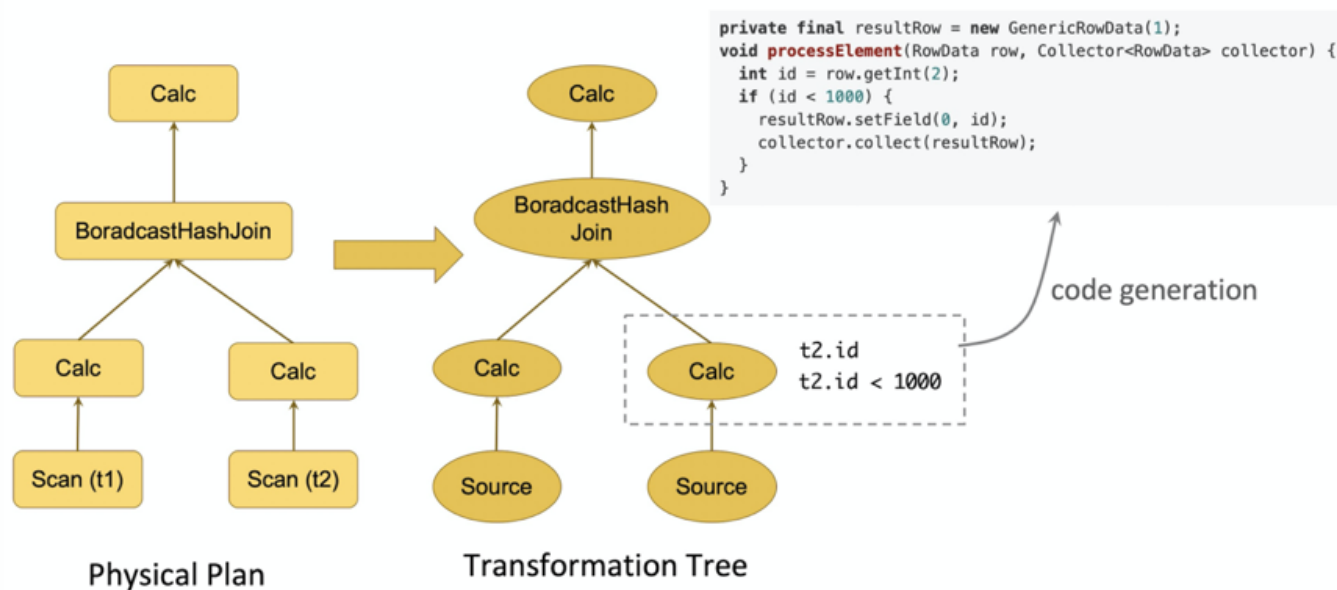 private final resultRow = new GenericRowData(1);
void processElement(RowData row, Collector<RowData> collector) {
  int id = row.getInt(2);
  if (id < 1000) {
    resultRow.setField(0, id);
    collector.collect(resultRow);
  }
}
Calc
BoradcastHashJoin
Calc
Calc
Scan (t1)
Scan (t2)
Physical Plan
Calc
BoradcastHash
Join
Calc
Calc
t2.id
t2.id < 1000
Source
Source
Transformation Tree
code generation